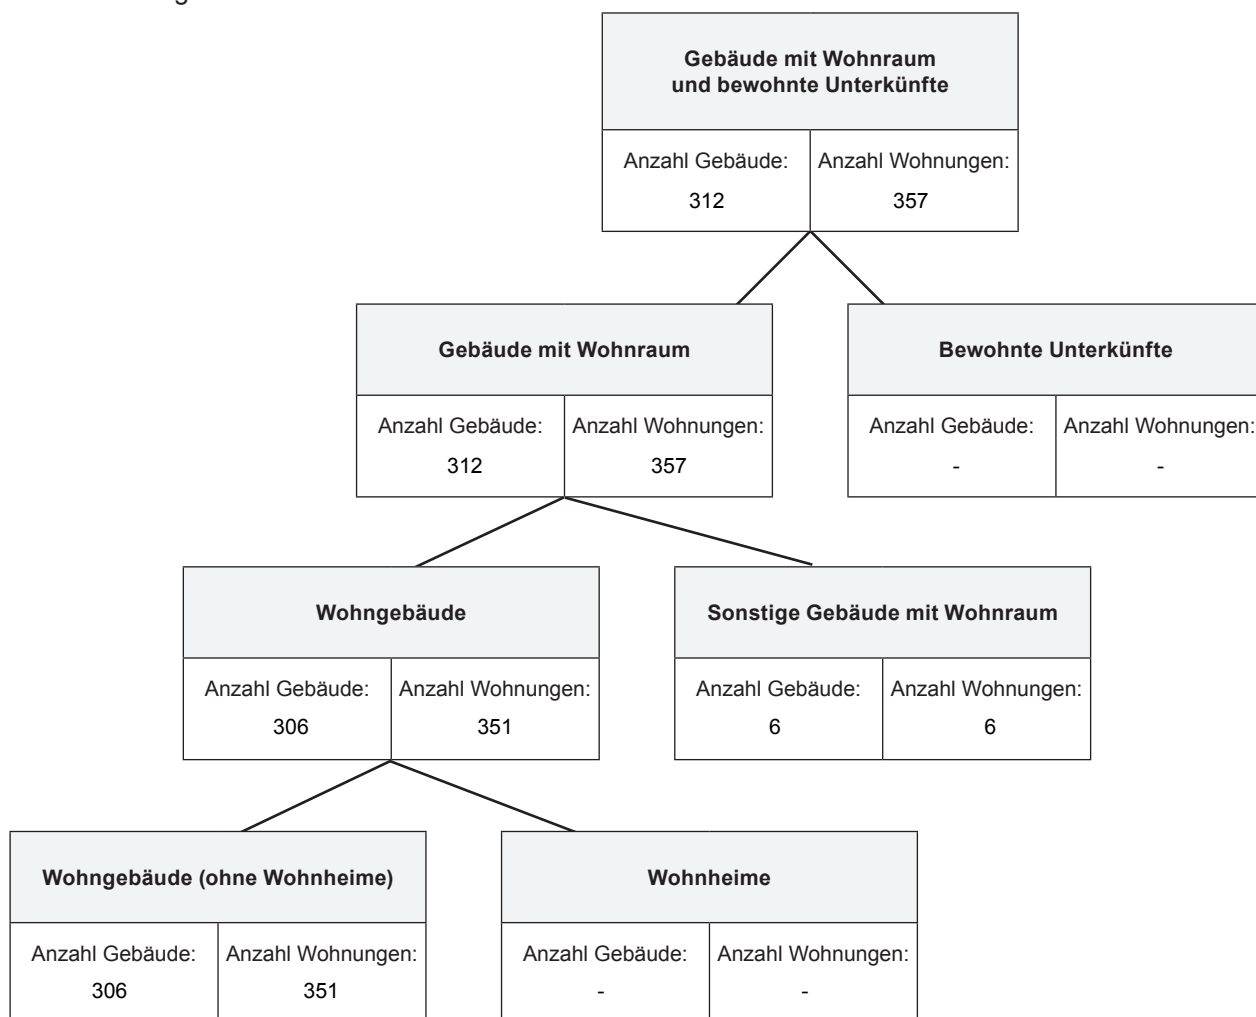 Gebäude mit Wohnraum
und bewohnte Unterkünfte
Anzahl Gebäude: Anzahl Wohnungen:
312 357
Gebäude mit Wohnraum
Anzahl Gebäude: Anzahl Wohnungen:
312 357
Bewohnte Unterkünfte
Anzahl Gebäude: Anzahl Wohnungen:
- -
Wohngebäude
Anzahl Gebäude: Anzahl Wohnungen:
306 351
Sonstige Gebäude mit Wohnraum
Anzahl Gebäude: Anzahl Wohnungen:
6 6
Wohngebäude (ohne Wohnheime)
Anzahl Gebäude: Anzahl Wohnungen:
306 351
Wohnheime
Anzahl Gebäude: Anzahl Wohnungen:
- -